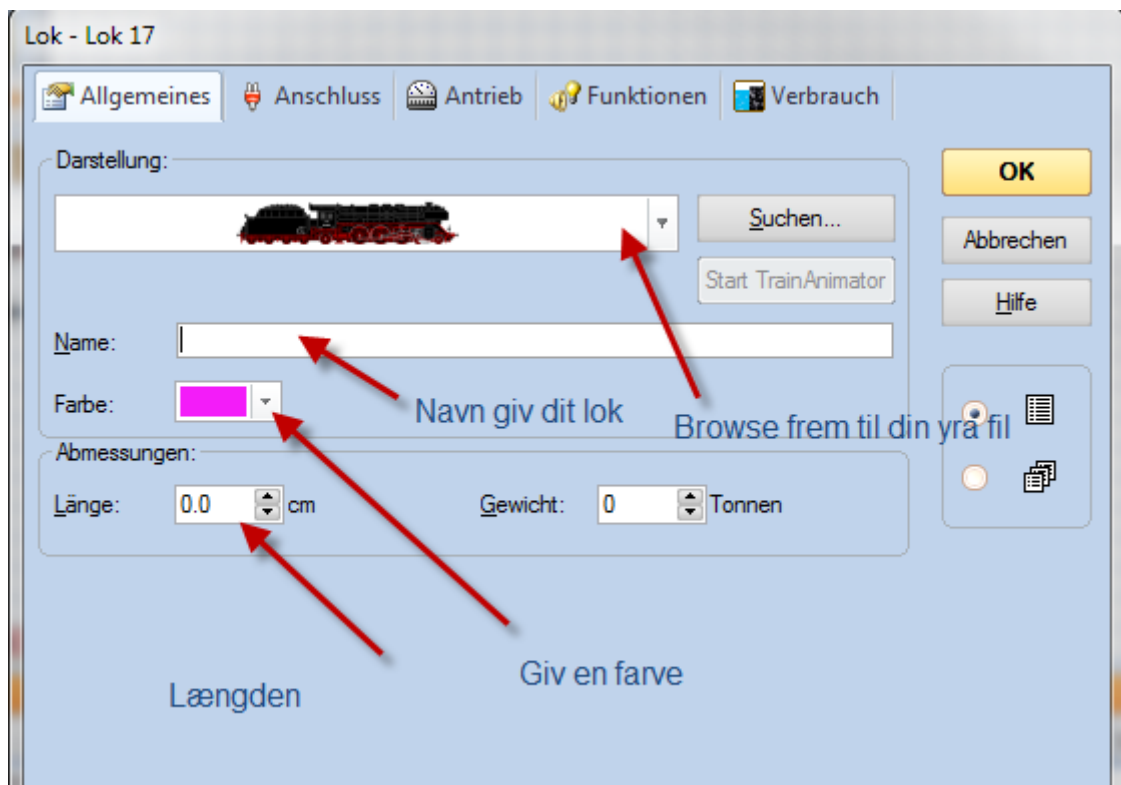 Lok - Lok 17
Allgemeines Anschluss Antrieb Funktionen Verbrauch
Darstellung:
OK
Suchen...
Abbrechen
Start TrainAnimator
Hilfe
Name:
Farbe:
Navn giv dit lok
Browse frem til din yra fil
Abmessungen:
Länge: 0.0 cm Gewicht: 0 Tonnen
Giv en farve
Længden